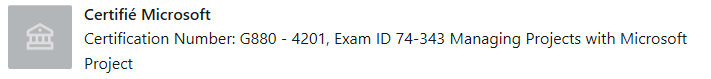 Certifié Microsoft
Certification Number: G880 - 4201, Exam ID 74-343 Managing Projects with Microsoft
Project